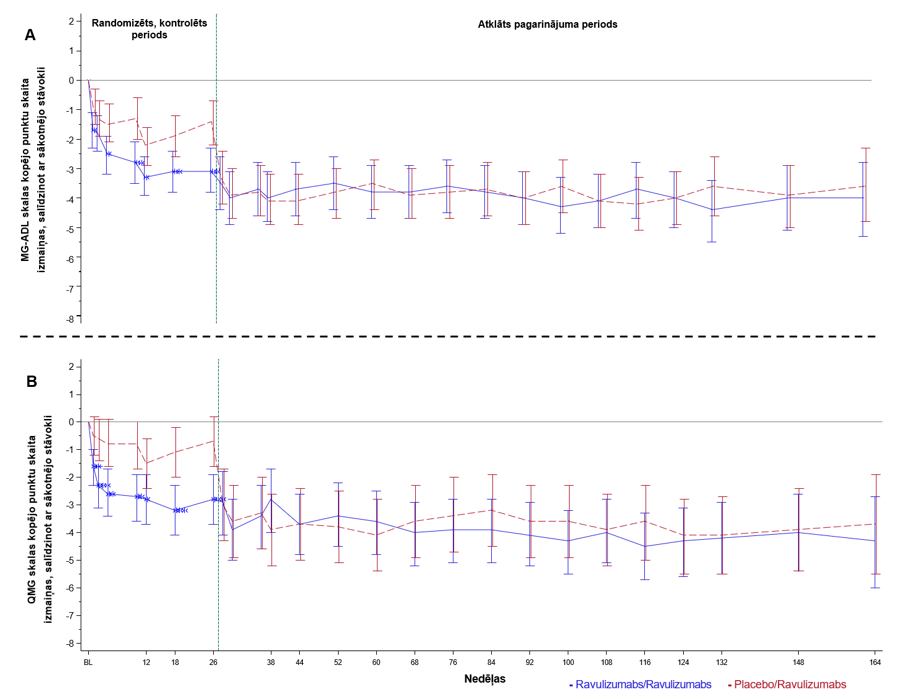 A
Randomizēts, kontrolēts
periods
Atklāts pagarinājuma periods
MG-ADL skalas kopējo punktu skaita
izmaiņas, salīdzinot ar sākotnējo stāvokli
2
1
0
-1
-2
-3
-4
-5
-6
-7
-8
B
QMG skalas kopējo punktu skaita
izmaiņas, salīdzinot ar sākotnējo stāvokli
2
1
0
-1
-2
-3
-4
-5
-6
-7
-8
BL 12 18 26 38 44 52 60 68 76 84 92 100 108 116 124 132 148 164
Nedēļas
- Ravulizumabs/Ravulizumabs - Placebo/Ravulizumabs